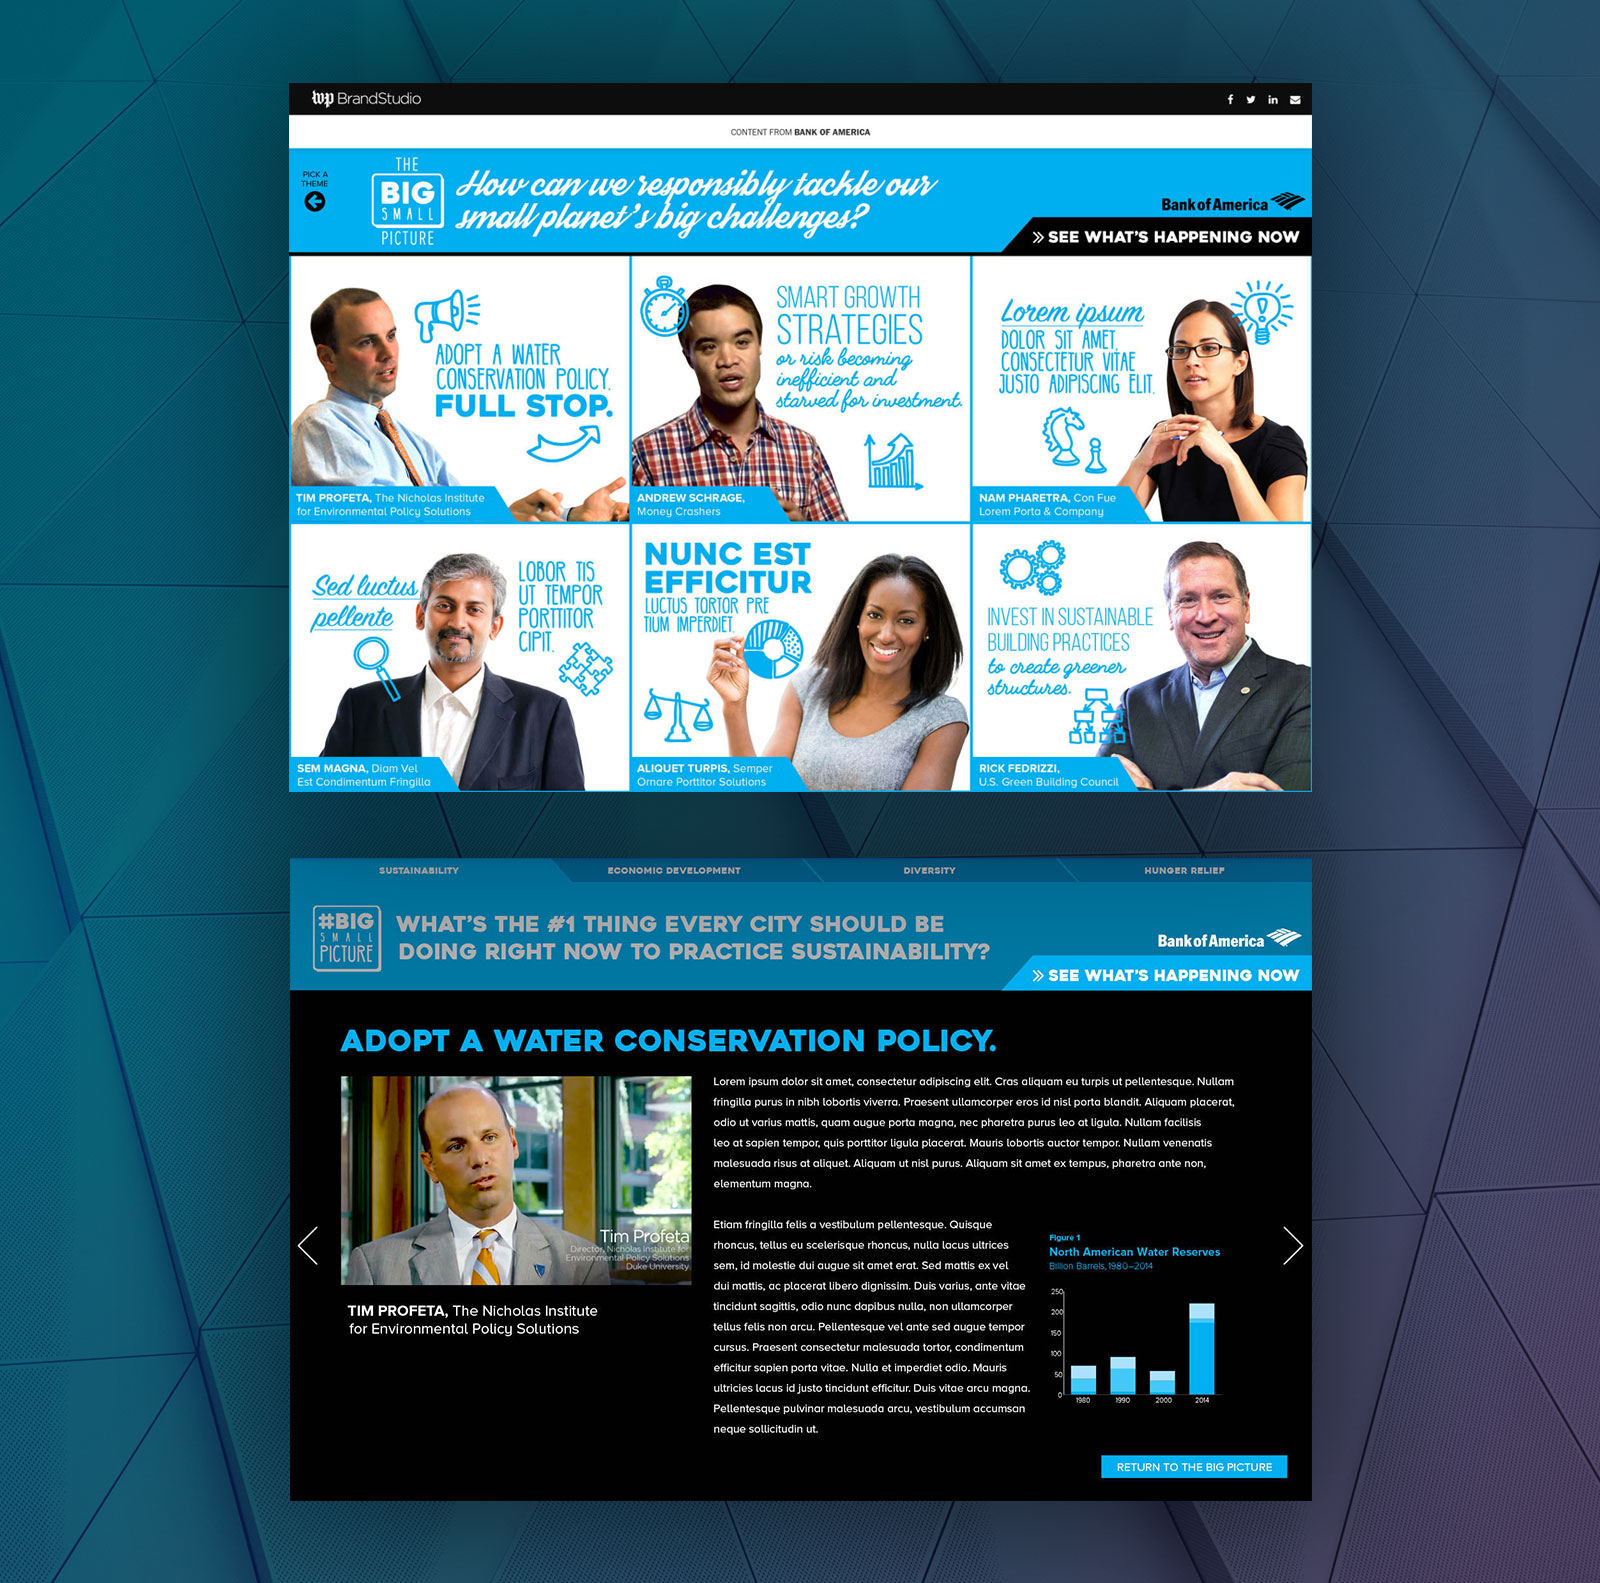 wp BrandStudio
CONTENT FROM BANK OF AMERICA
PICK A
THEME
THE
BIG
SMALL
PICTURE
How can we responsibly tackle our
small planet's big challenges?
Bank of America
SEE WHAT'S HAPPENING NOW
ADOPT A WATER
CONSERVATION POLICY.
FULL STOP.
TIM PROFETA, The Nicholas Institute
for Environmental Policy Solutions
SMART GROWTH
STRATEGIES
or risk becoming
inefficient and
starved for investment.
ANDREW SCHRAGE,
Money Crashers
Lorem ipsum
DOLOR SIT AMET,
CONSECTETUR VITAE
JUSTO ADIPISCING ELIT.
NAM PHARETRA, Con Fue
Lorem Porta & Company
Sed luctus
pellente
LOBOR TIS
UT TEMPOR
PORTTITOR
CIPIT.
SEM MAGNA, Diam Vel
Est Condimentum Fringilla
NUNC EST
EFFICITUR
LUCTUS TORTOR PRE
TIUM IMPERDIET.
ALIQUET TURPIS, Semper
Ornare Porttitor Solutions
INVEST IN SUSTAINABLE
BUILDING PRACTICES
to create greener
structures.
RICK FEDRIZZI,
U.S. Green Building Council
SUSTAINABILITY
ECONOMIC DEVELOPMENT
DIVERSITY
HUNGER RELIEF
#BIG
SMALL
PICTURE
WHAT'S THE #1 THING EVERY CITY SHOULD BE
DOING RIGHT NOW TO PRACTICE SUSTAINABILITY?
Bank of America
SEE WHAT'S HAPPENING NOW
ADOPT A WATER CONSERVATION POLICY.
Tim Profeta
Director, Nicholas Institute for
Environmental Policy Solutions
Duke University
TIM PROFETA, The Nicholas Institute
for Environmental Policy Solutions
Lorem ipsum dolor sit amet, consectetur adipiscing elit. Cras aliquam eu turpis ut pellentesque. Nullam
fringilla purus in nibh lobortis viverra. Praesent ullamcorper eros id nisl porta blandit. Aliquam placerat,
odio ut varius mattis, quam augue porta magna, nec pharetra purus leo at ligula. Nullam facilisis
leo at sapien tempor, quis porttitor ligula placerat. Mauris lobortis auctor tempor. Nullam venenatis
malesuada risus at aliquet. Aliquam ut nisl purus. Aliquam sit amet ex tempus, pharetra ante non,
elementum magna.
Etiam fringilla felis a vestibulum pellentesque. Quisque
rhoncus, tellus eu scelerisque rhoncus, nulla lacus ultrices
sem, id molestie dui augue sit amet erat. Sed mattis ex vel
dui mattis, ac placerat libero dignissim. Duis varius, ante vitae
tincidunt sagittis, odio nunc dapibus nulla, non ullamcorper
tellus felis non arcu. Pellentesque vel ante sed augue tempor
cursus. Praesent consectetur malesuada tortor, condimentum
efficitur sapien porta vitae. Nulla et imperdiet odio. Mauris
ultricies lacus id justo tincidunt efficitur. Duis vitae arcu magna.
Pellentesque pulvinar malesuada arcu, vestibulum accumsan
neque sollicitudin ut.
Figure 1
North American Water Reserves
Billion Barrels, 1980–2014
250
200
150
100
50
0
1980 1990 2000 2014
RETURN TO THE BIG PICTURE